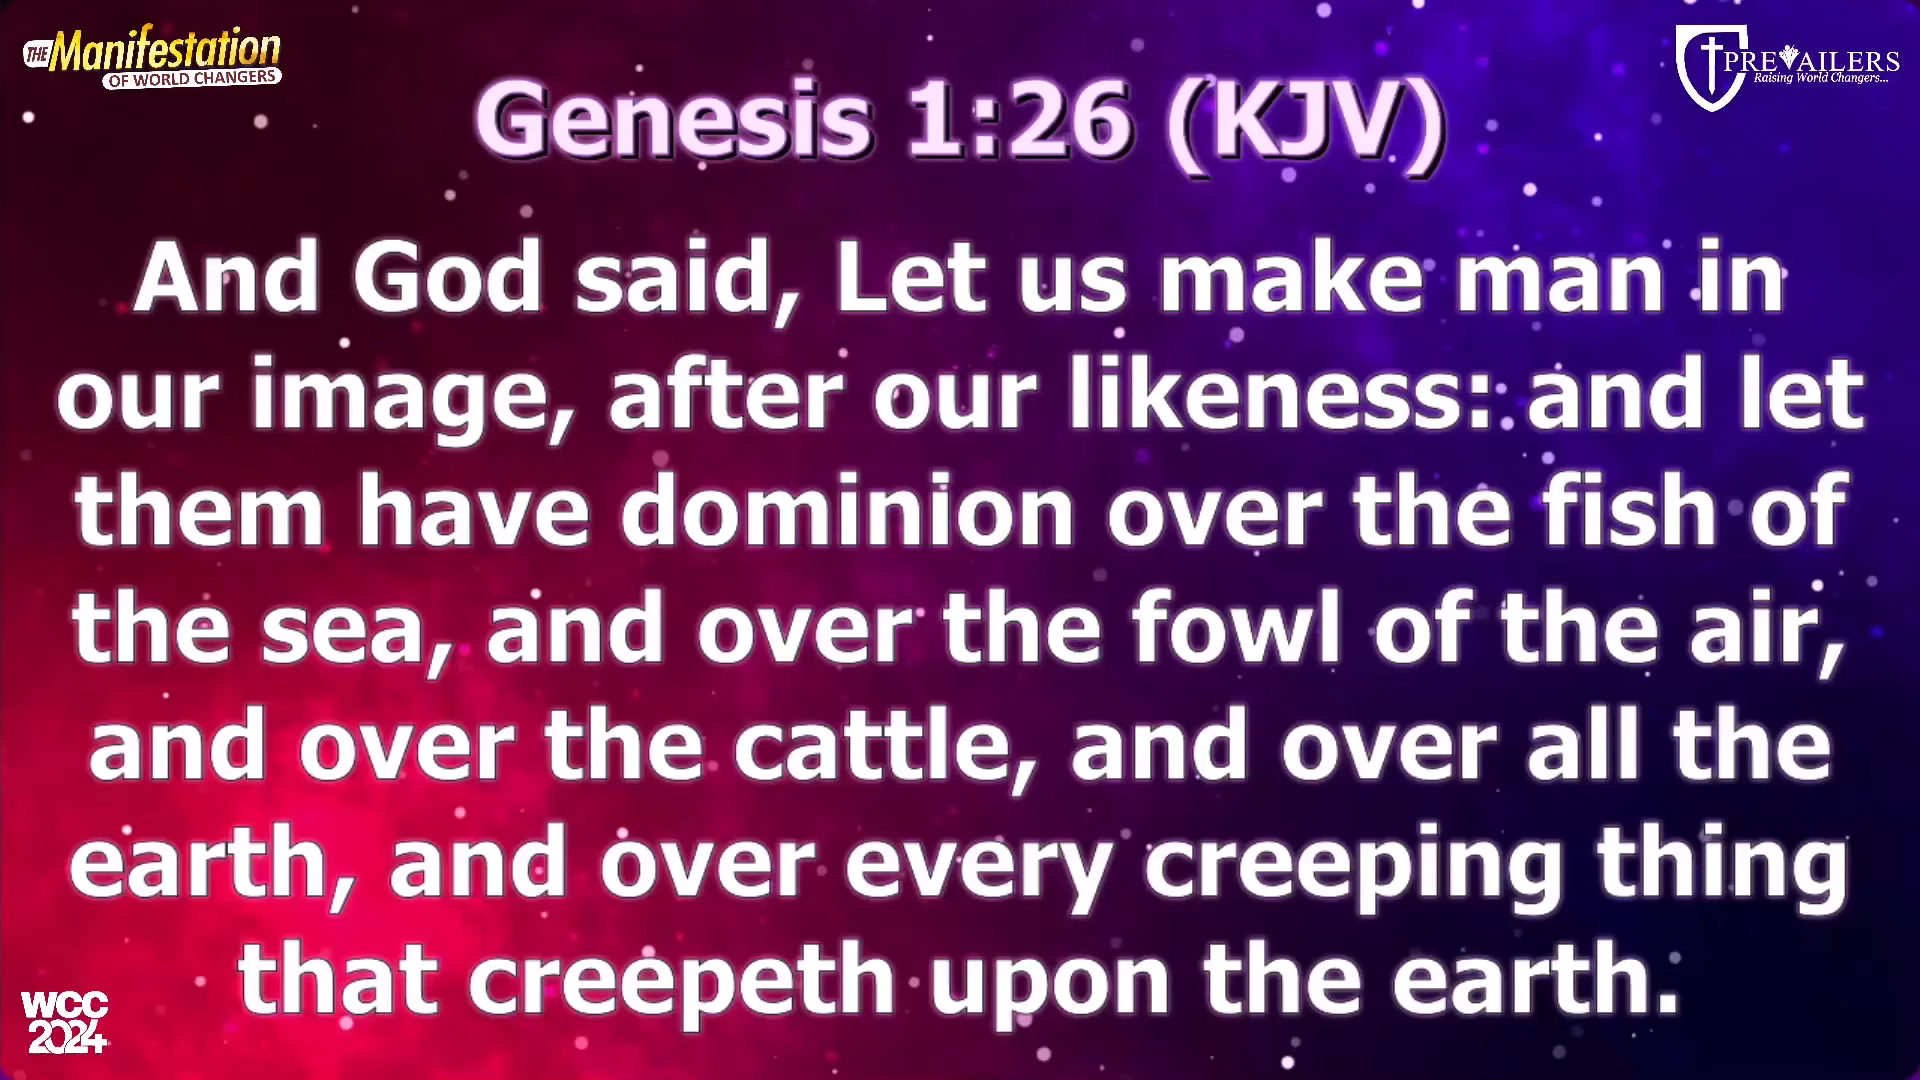 THE Manifestation
OF WORLD CHANGERS
PREVAILERS
Raising World Changers...
Genesis 1:26 (KJV)
And God said, Let us make man in
our image, after our likeness: and let
them have dominion over the fish of
the sea, and over the fowl of the air,
and over the cattle, and over all the
earth, and over every creeping thing
that creepeth upon the earth.
WCC
2024